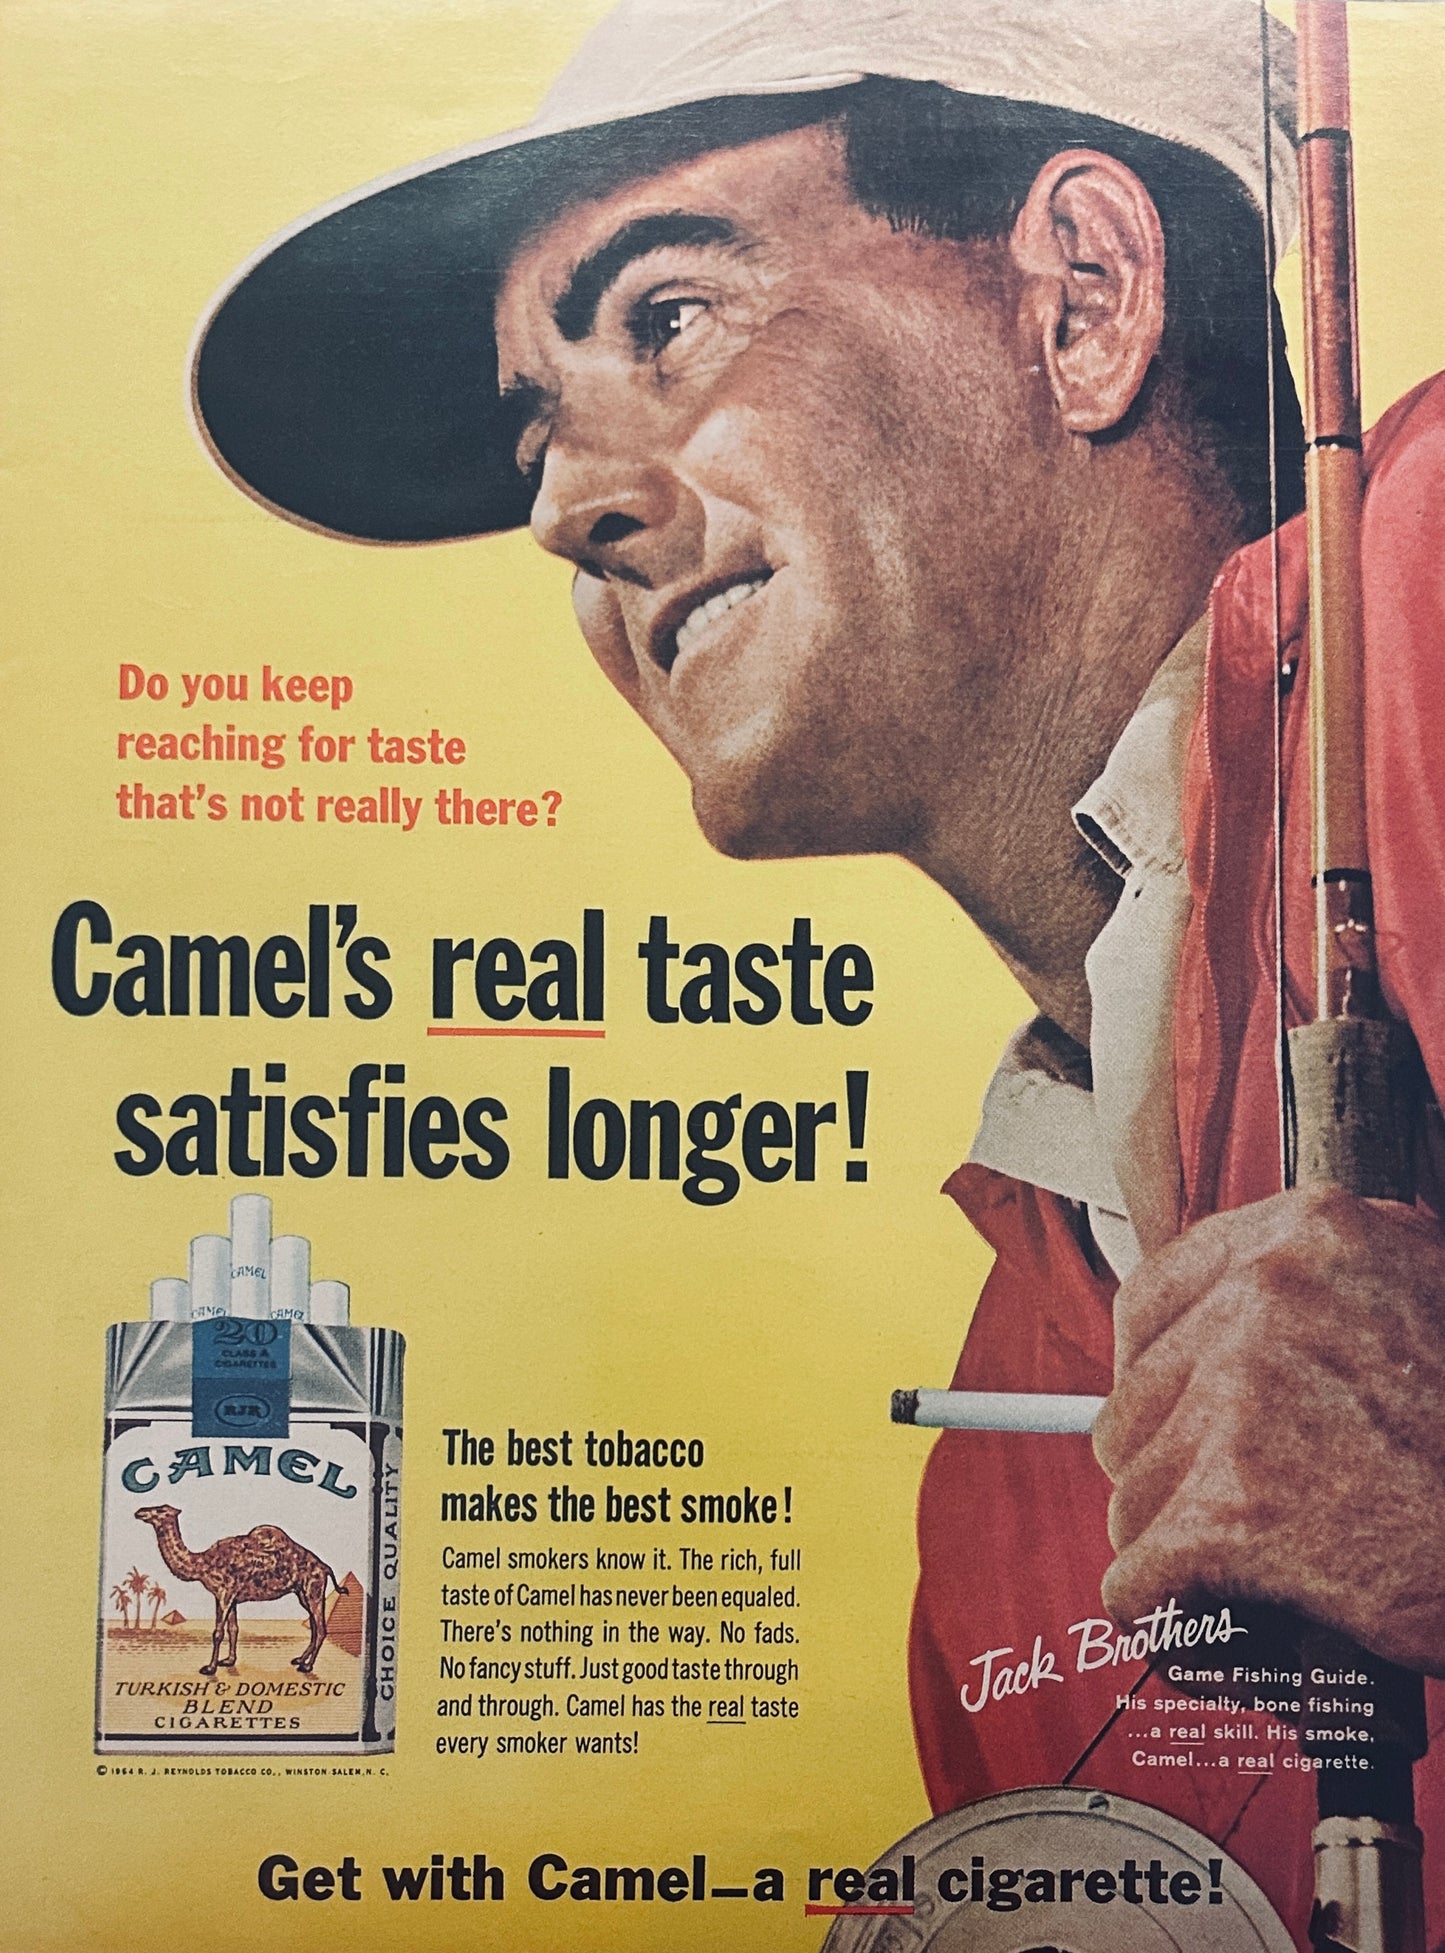 Do you keep
reaching for taste
that's not really there?
Camel's real taste
satisfies longer!
CAMEL
CAMEL CAMEL
20
CLASS A
CIGARETTES
RJR
CAMEL
CHOICE QUALITY
TURKISH & DOMESTIC
BLEND
CIGARETTES
© 1964 R. J. REYNOLDS TOBACCO CO., WINSTON-SALEM, N. C.
The best tobacco
makes the best smoke!
Camel smokers know it. The rich, full
taste of Camel has never been equaled.
There's nothing in the way. No fads.
No fancy stuff. Just good taste through
and through. Camel has the real taste
every smoker wants!
Jack Brothers
Game Fishing Guide.
His specialty, bone fishing
...a real skill. His smoke,
Camel...a real cigarette.
Get with Camel—a real cigarette!